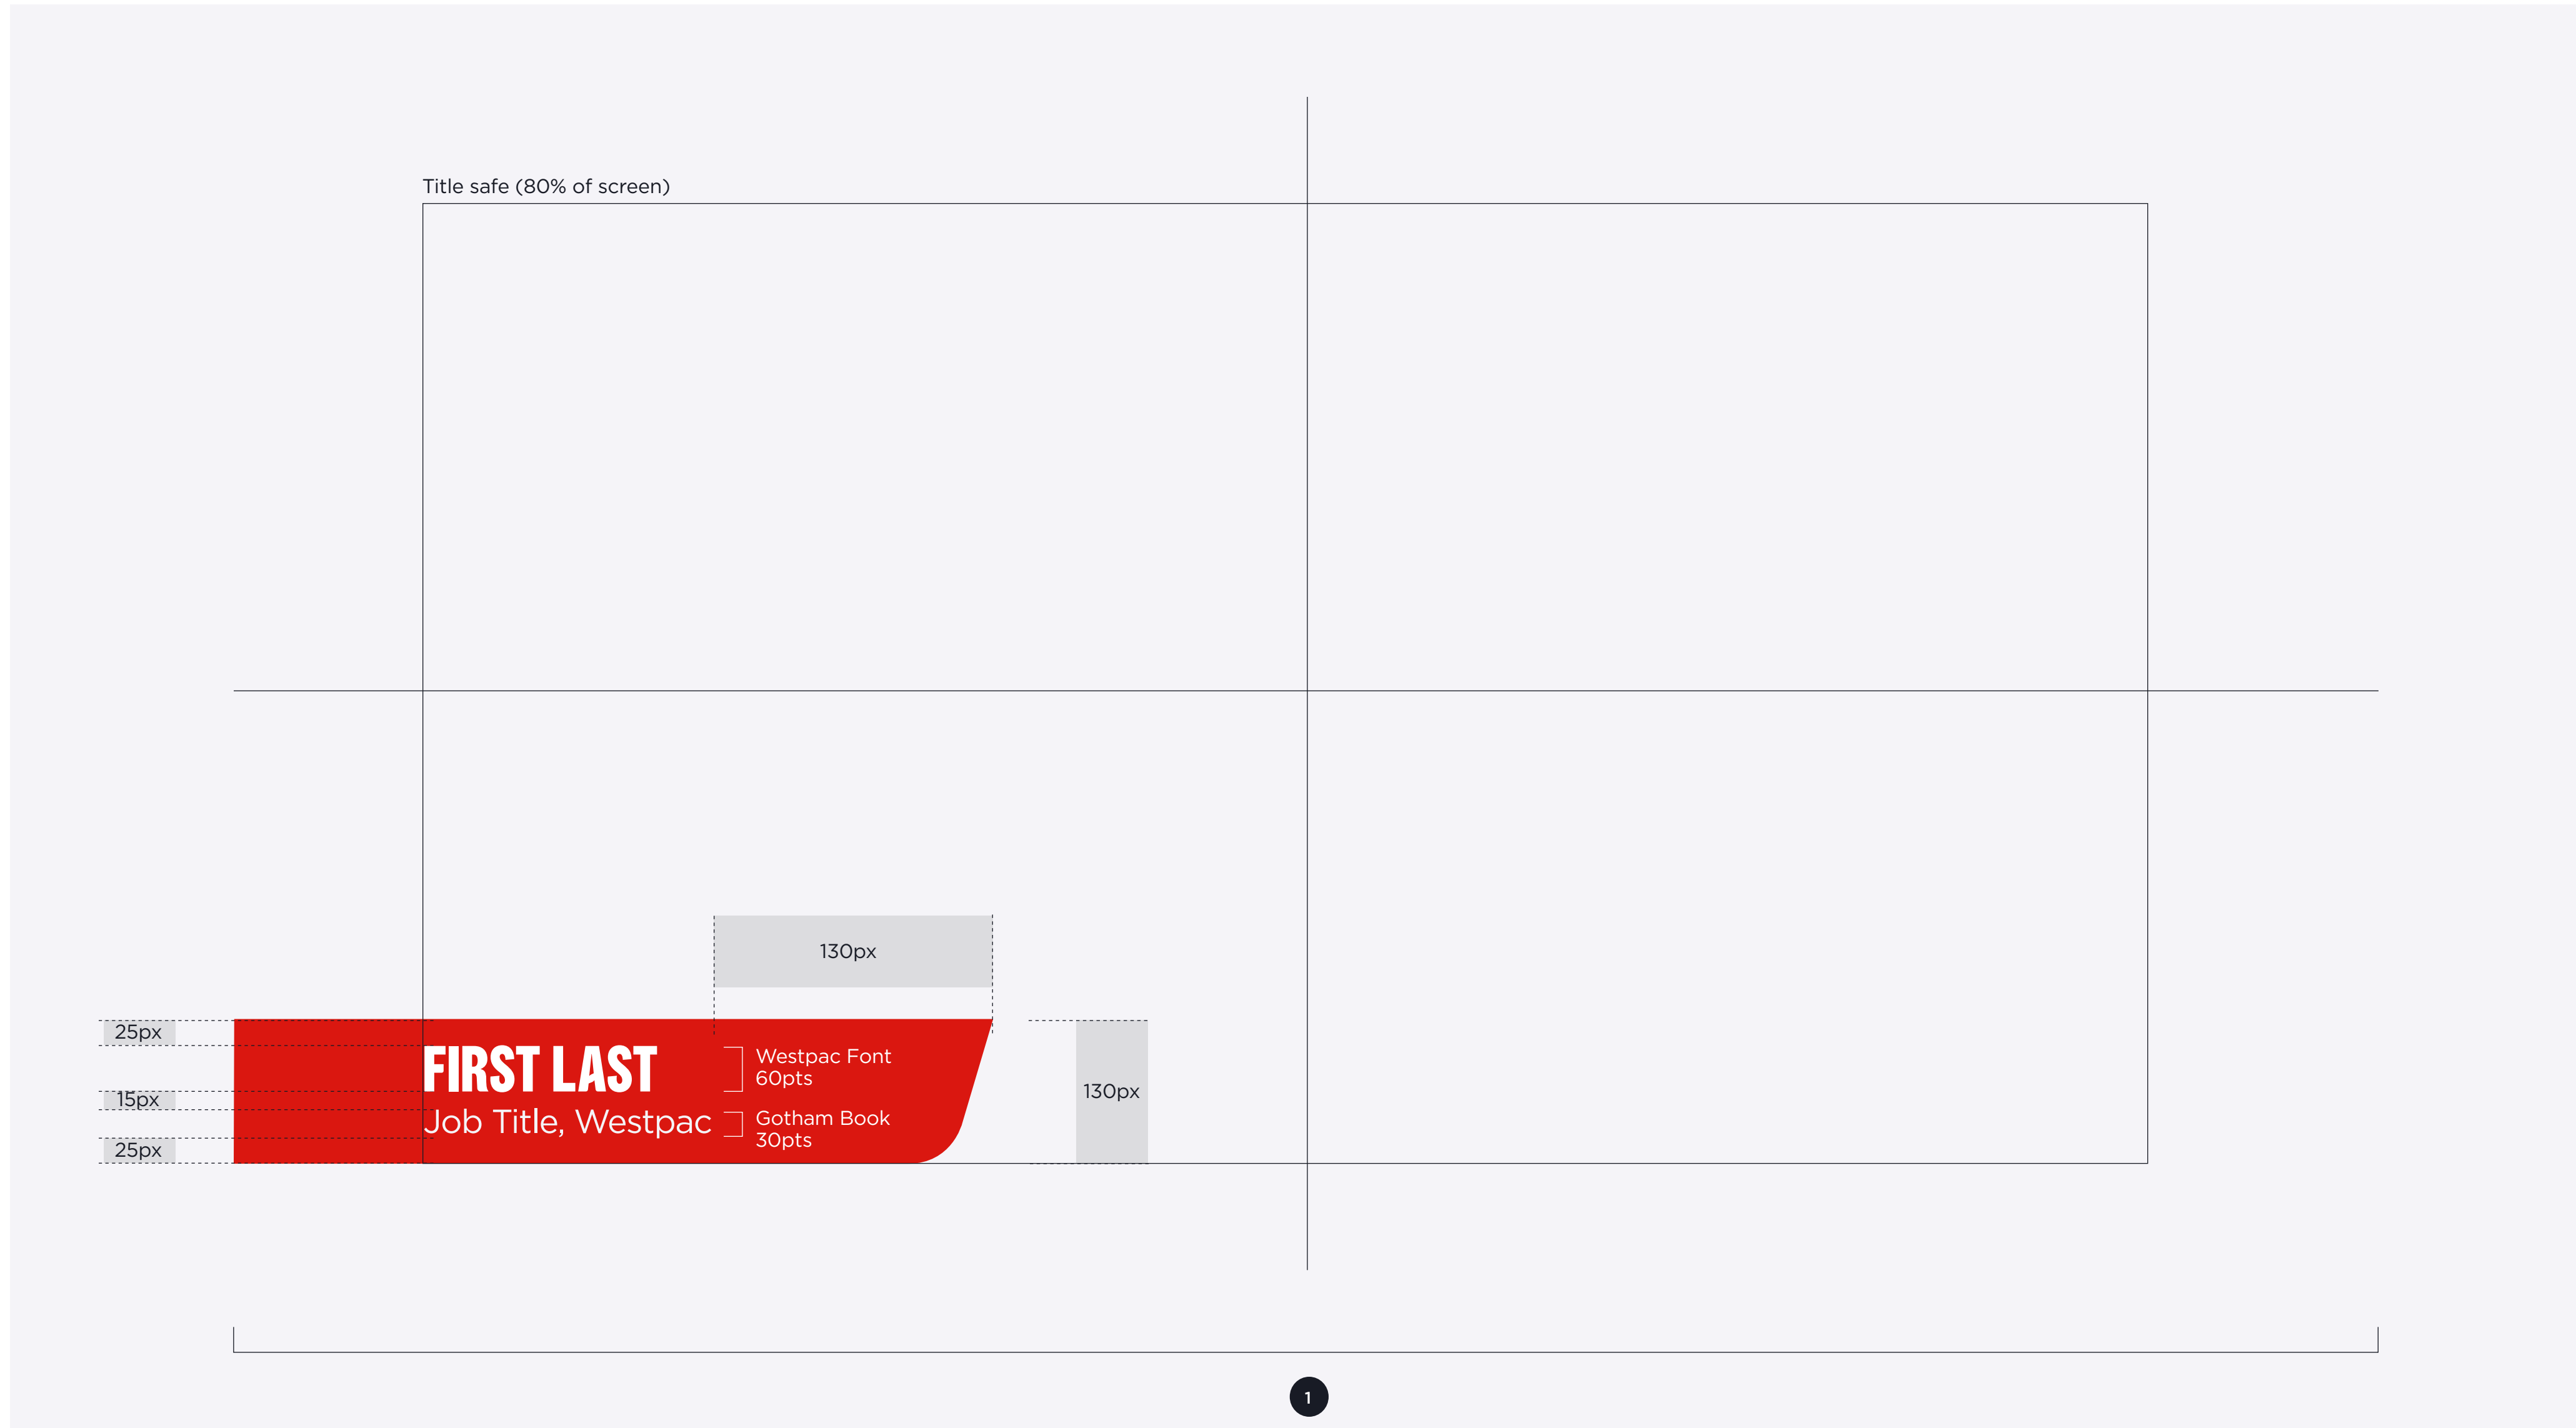 Title safe (80% of screen)
130px
25px
15px
25px
FIRST LAST
Job Title, Westpac
Westpac Font
60pts
Gotham Book
30pts
130px
1